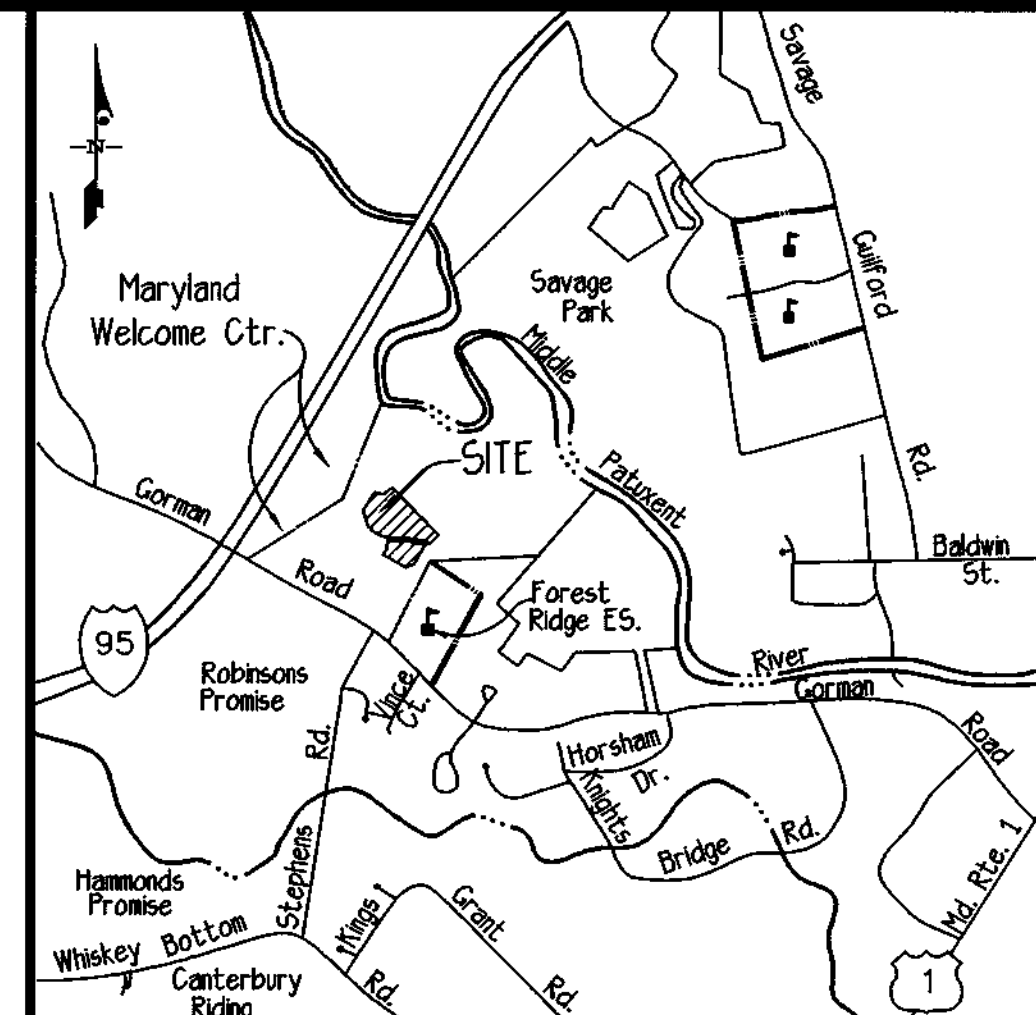 Savage
N
Maryland
Welcome Ctr.
Savage
Park
Guilford
Middle
SITE
Patuxent
Rd.
Gorman
Road
Baldwin
St.
Forest
Ridge ES.
95
Robinsons
Promise
Vince
Ct.
River
Gorman
Road
Rd.
Horsham
Dr.
Knights
Bridge
Rd.
Stephens
Hammonds
Promise
Kings
Grant
Md. Rte. 1
Whiskey Bottom
Canterbury
Riding
Rd.
Rd.
1